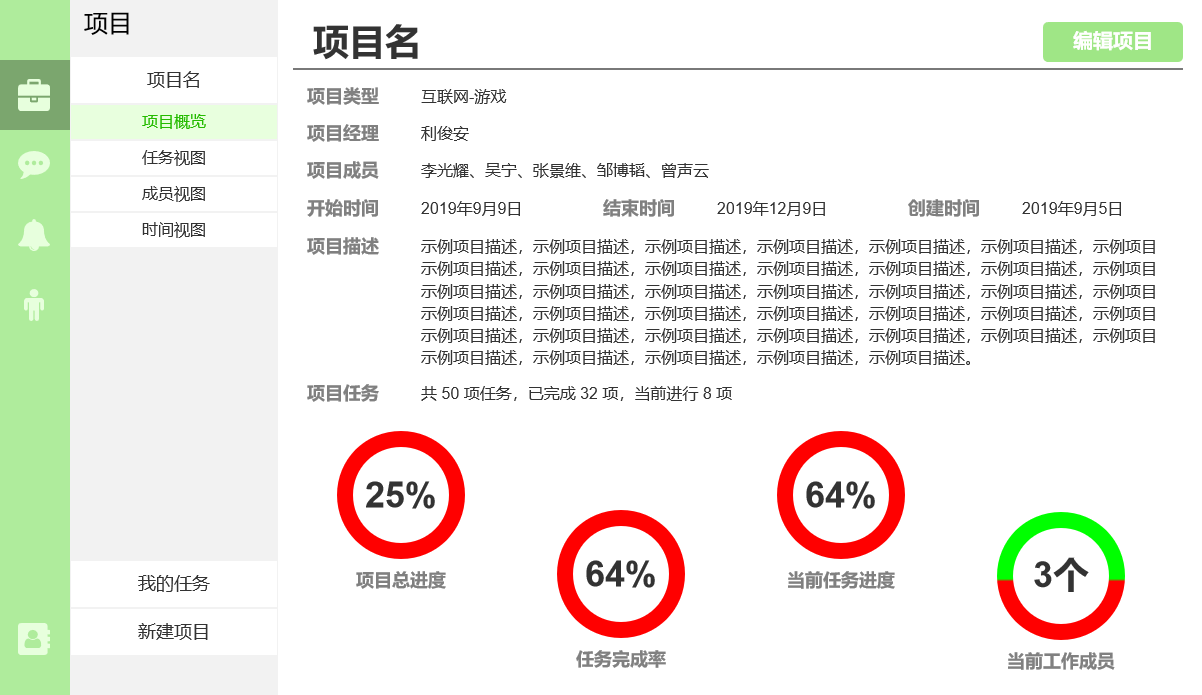 项目
项目名
项目概览
任务视图
成员视图
时间视图
我的任务
新建项目
项目名
编辑项目
项目类型 互联网-游戏
项目经理 利俊安
项目成员 李光耀、吴宁、张景维、邹博韬、曾声云
开始时间 2019年9月9日 结束时间 2019年12月9日 创建时间 2019年9月5日
项目描述 示例项目描述，示例项目描述，示例项目描述，示例项目描述，示例项目描述，示例项目描述，示例项目
示例项目描述，示例项目描述，示例项目描述，示例项目描述，示例项目描述，示例项目描述，示例项目
示例项目描述，示例项目描述，示例项目描述，示例项目描述，示例项目描述，示例项目描述，示例项目
示例项目描述，示例项目描述，示例项目描述，示例项目描述，示例项目描述，示例项目描述，示例项目
示例项目描述，示例项目描述，示例项目描述，示例项目描述，示例项目描述，示例项目描述，示例项目
示例项目描述，示例项目描述，示例项目描述，示例项目描述，示例项目描述。
项目任务 共 50 项任务，已完成 32 项，当前进行 8 项
25%
项目总进度
64%
任务完成率
64%
当前任务进度
3个
当前工作成员